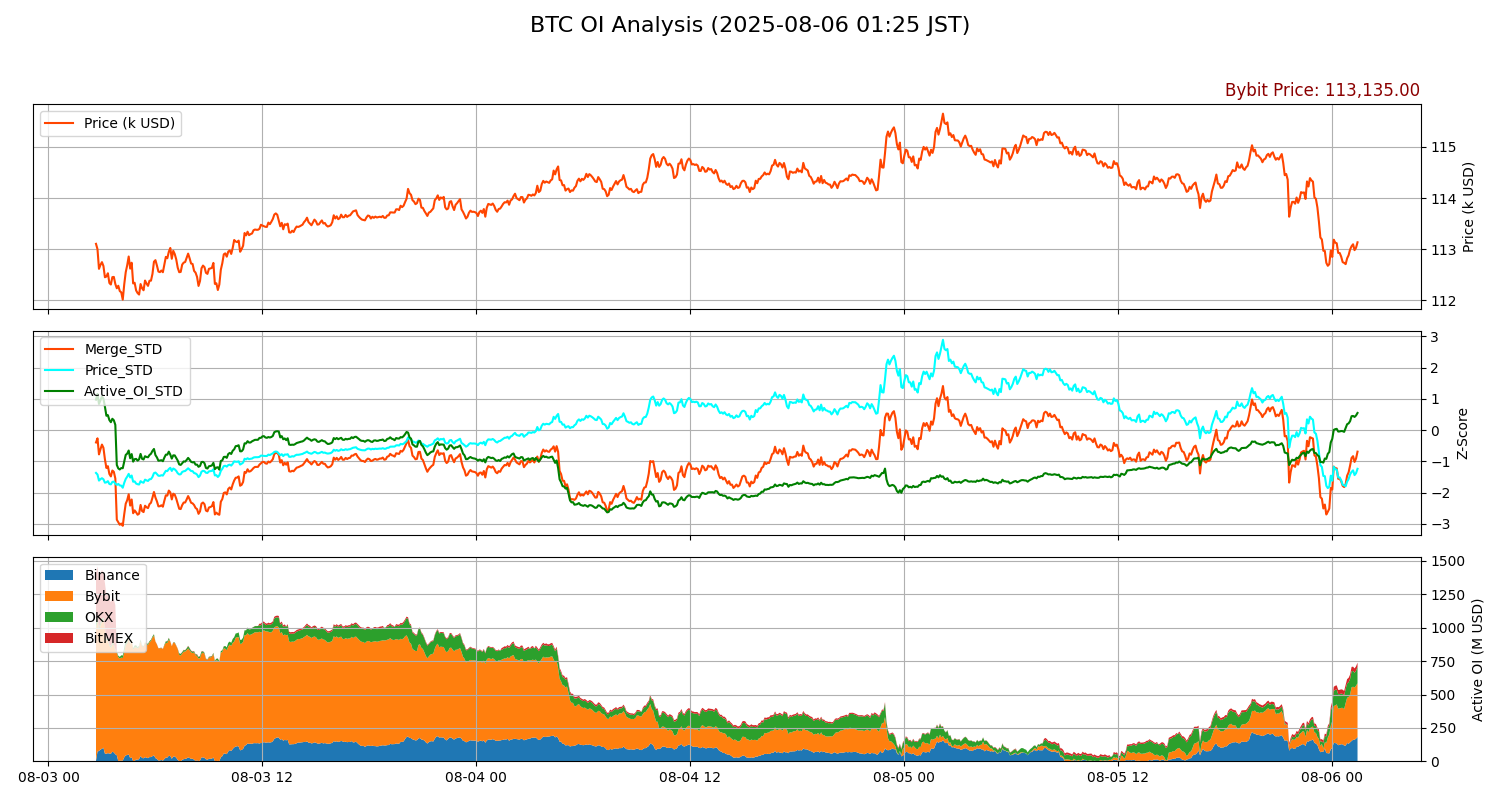 BTC OI Analysis (2025-08-06 01:25 JST)
Bybit Price: 113,135.00
Price (k USD)
115
114
113
112
Price (k USD)
Merge_STD
Price_STD
Active_OI_STD
3
2
1
0
−1
−2
−3
Z-Score
Binance
Bybit
OKX
BitMEX
1500
1250
1000
750
500
250
0
Active OI (M USD)
08-03 00
08-03 12
08-04 00
08-04 12
08-05 00
08-05 12
08-06 00